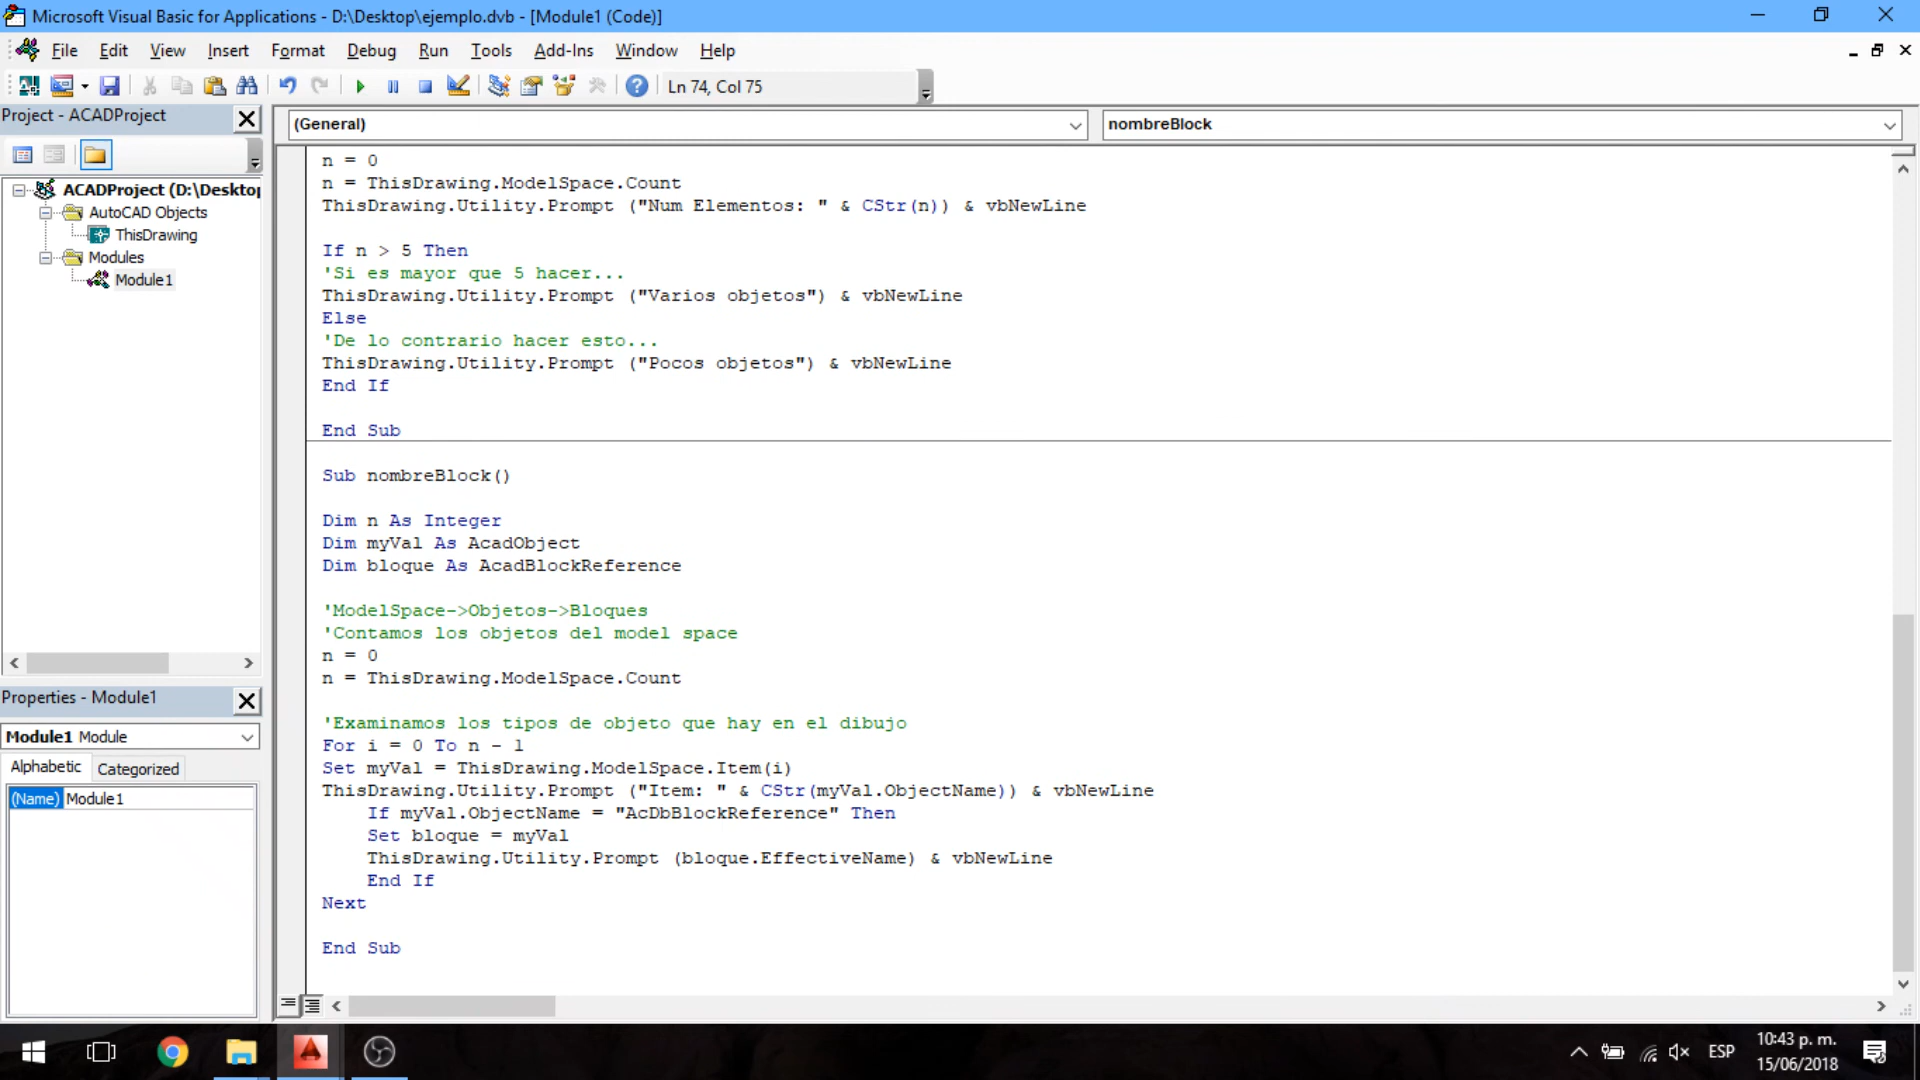 Microsoft Visual Basic for Applications - D:\Desktop\ejemplo.dvb - [Module1 (Code)]
File Edit View Insert Format Debug Run Tools Add-Ins Window Help
Ln 74, Col 75
Project - ACADProject
ACADProject (D:\Desktop
AutoCAD Objects
ThisDrawing
Modules
Module1
Properties - Module1
Module1 Module
Alphabetic Categorized
(Name) Module1
(General) nombreBlock
n = 0
n = ThisDrawing.ModelSpace.Count
ThisDrawing.Utility.Prompt ("Num Elementos: " & CStr(n)) & vbNewLine
If n > 5 Then
'Si es mayor que 5 hacer...
ThisDrawing.Utility.Prompt ("Varios objetos") & vbNewLine
Else
'De lo contrario hacer esto...
ThisDrawing.Utility.Prompt ("Pocos objetos") & vbNewLine
End If
End Sub
Sub nombreBlock()
Dim n As Integer
Dim myVal As AcadObject
Dim bloque As AcadBlockReference
'ModelSpace->Objetos->Bloques
'Contamos los objetos del model space
n = 0
n = ThisDrawing.ModelSpace.Count
'Examinamos los tipos de objeto que hay en el dibujo
For i = 0 To n - 1
Set myVal = ThisDrawing.ModelSpace.Item(i)
ThisDrawing.Utility.Prompt ("Item: " & CStr(myVal.ObjectName)) & vbNewLine
If myVal.ObjectName = "AcDbBlockReference" Then
Set bloque = myVal
ThisDrawing.Utility.Prompt (bloque.EffectiveName) & vbNewLine
End If
Next
End Sub
ESP
10:43 p. m.
15/06/2018